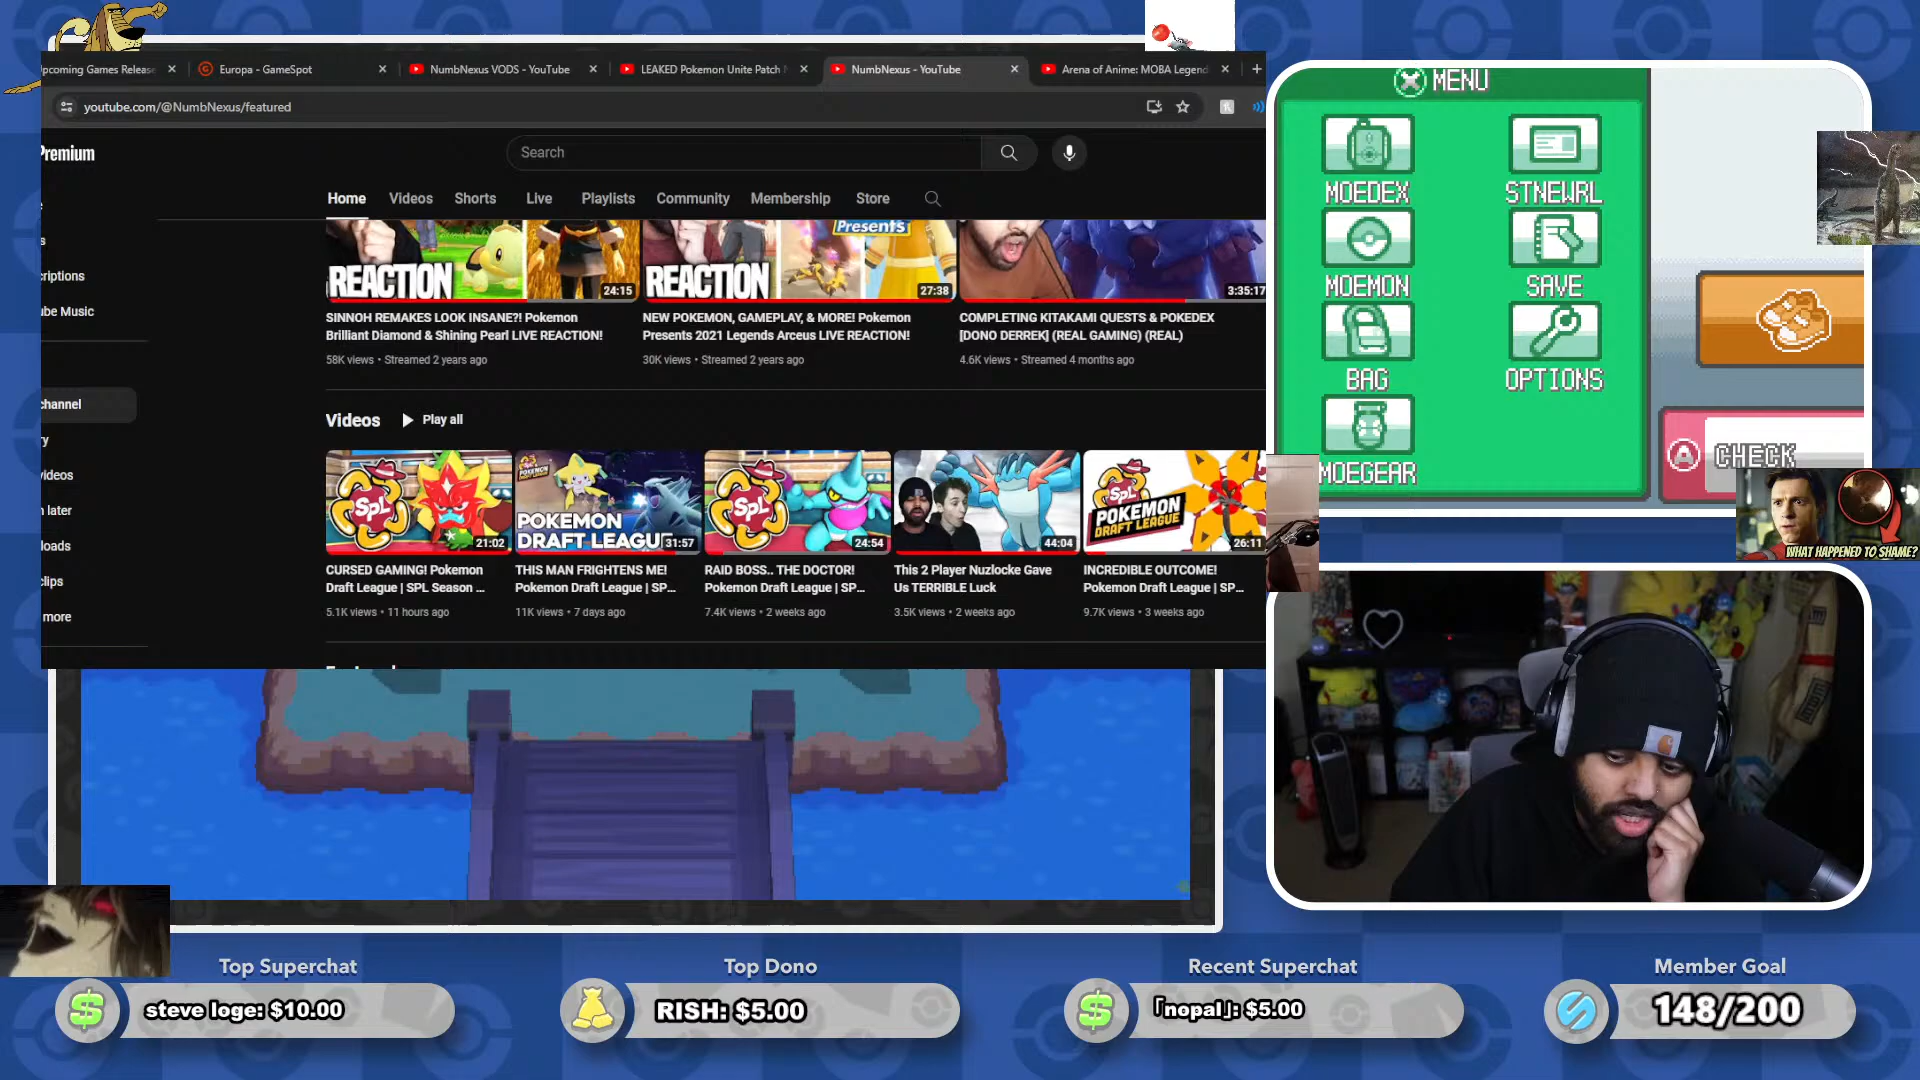 pcoming Games Release
Europa - GameSpot
NumbNexus VODS - YouTube
LEAKED Pokemon Unite Patch
NumbNexus - YouTube
Arena of Anime: MOBA Legend
youtube.com/@NumbNexus/featured
Premium
Search
Home
Videos
Shorts
Live
Playlists
Community
Membership
Store
s
criptions
ube Music
channel
ry
videos
n later
loads
clips
more
REACTION
24:15
REACTION
Presents
27:38
3:35:17
SINNOH REMAKES LOOK INSANE?! Pokemon
Brilliant Diamond & Shining Pearl LIVE REACTION!
58K views • Streamed 2 years ago
NEW POKEMON, GAMEPLAY, & MORE! Pokemon
Presents 2021 Legends Arceus LIVE REACTION!
30K views • Streamed 2 years ago
COMPLETING KITAKAMI QUESTS & POKEDEX
[DONO DERREK] (REAL GAMING) (REAL)
4.6K views • Streamed 4 months ago
Videos
Play all
SPL
21:02
POKEMON
DRAFT LEAGU
31:57
SPL
24:54
44:04
SPL
POKEMON
DRAFT LEAGUE
26:11
CURSED GAMING! Pokemon
Draft League | SPL Season ...
5.1K views • 11 hours ago
THIS MAN FRIGHTENS ME!
Pokemon Draft League | SP...
11K views • 7 days ago
RAID BOSS.. THE DOCTOR!
Pokemon Draft League | SP...
7.4K views • 2 weeks ago
This 2 Player Nuzlocke Gave
Us TERRIBLE Luck
3.5K views • 2 weeks ago
INCREDIBLE OUTCOME!
Pokemon Draft League | SP...
9.7K views • 3 weeks ago
X MENU
MOEDEX
STNEWRL
MOEMON
SAVE
BAG
OPTIONS
MOEGEAR
A CHECK
WHAT HAPPENED TO SHAME?
Top Superchat
steve loge: $10.00
Top Dono
RISH: $5.00
Recent Superchat
「nopal」: $5.00
Member Goal
148/200